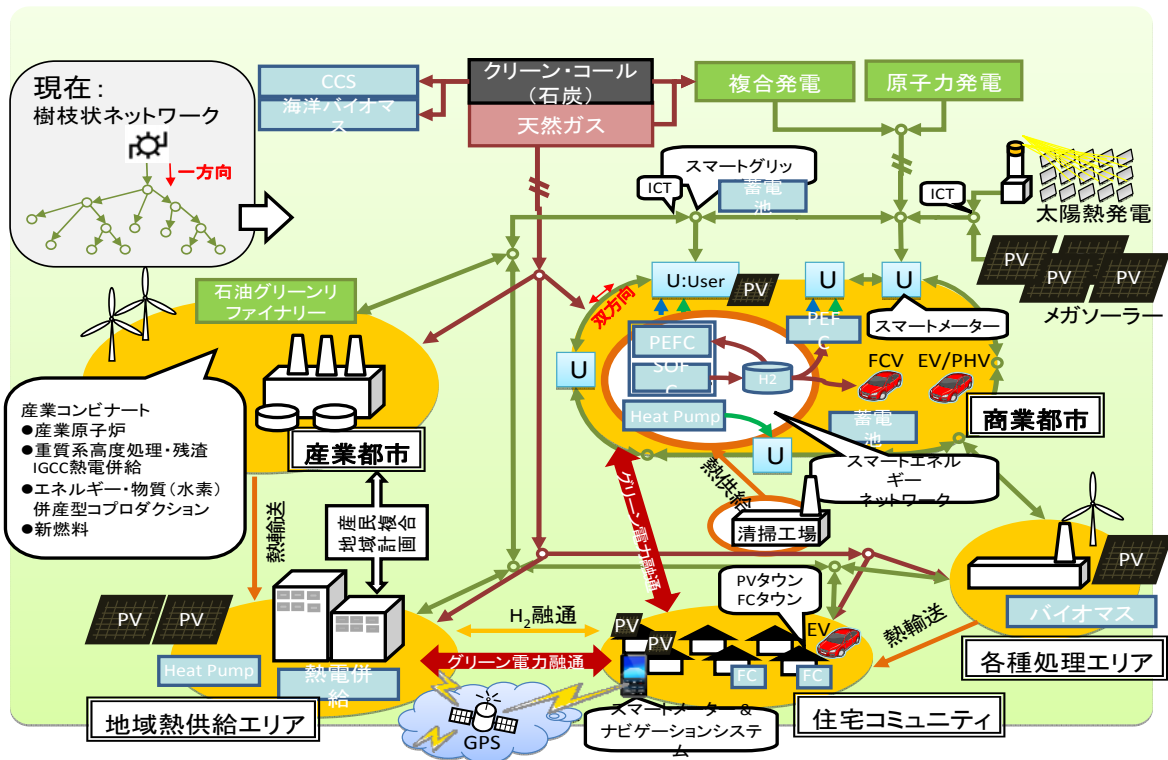 現在：
樹枝状ネットワーク
一方向
CCS
海洋バイオマ
ス
クリーン・コール
（石炭）
天然ガス
複合発電
原子力発電
スマートグリッ
ICT
蓄電
池
ICT
太陽熱発電
PV
PV
PV
メガソーラー
石油グリーンリ
ファイナリー
双方向
U:User
PV
U
U
スマートメーター
PEFC
PEF
C
SOF
C
H2
Heat Pump
U
U
FCV
EV/PHV
蓄電
池
商業都市
スマートエネル
ギー
ネットワーク
産業コンビナート
●産業原子炉
●重質系高度処理・残渣
IGCC熱電併給
●エネルギー・物質（水素）
併産型コプロダクション
●新燃料
産業都市
熱輸送
産民複合
地域計画
グリーン電力融通
熱供給
清掃工場
PV
バイオマス
各種処理エリア
熱輸送
PVタウン
FCタウン
EV
PV
PV
FC
FC
H₂融通
グリーン電力融通
PV
PV
Heat Pump
熱電併
給
地域熱供給エリア
GPS
スマートメーター＆
ナビゲーションシステ
ム
住宅コミュニティ